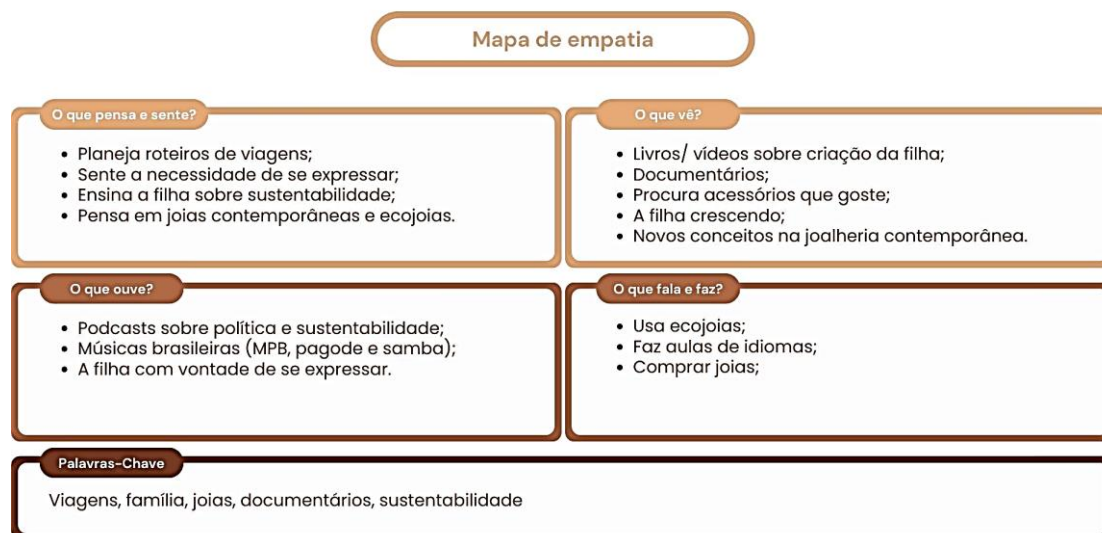 Mapa de empatia
O que pensa e sente?
• Planeja roteiros de viagens;
• Sente a necessidade de se expressar;
• Ensina a filha sobre sustentabilidade;
• Pensa em joias contemporâneas e ecojoias.
O que vê?
• Livros/ vídeos sobre criação da filha;
• Documentários;
• Procura acessórios que goste;
• A filha crescendo;
• Novos conceitos na joalheria contemporânea.
O que ouve?
• Podcasts sobre política e sustentabilidade;
• Músicas brasileiras (MPB, pagode e samba);
• A filha com vontade de se expressar.
O que fala e faz?
• Usa ecojoias;
• Faz aulas de idiomas;
• Comprar joias;
Palavras-Chave
Viagens, família, joias, documentários, sustentabilidade